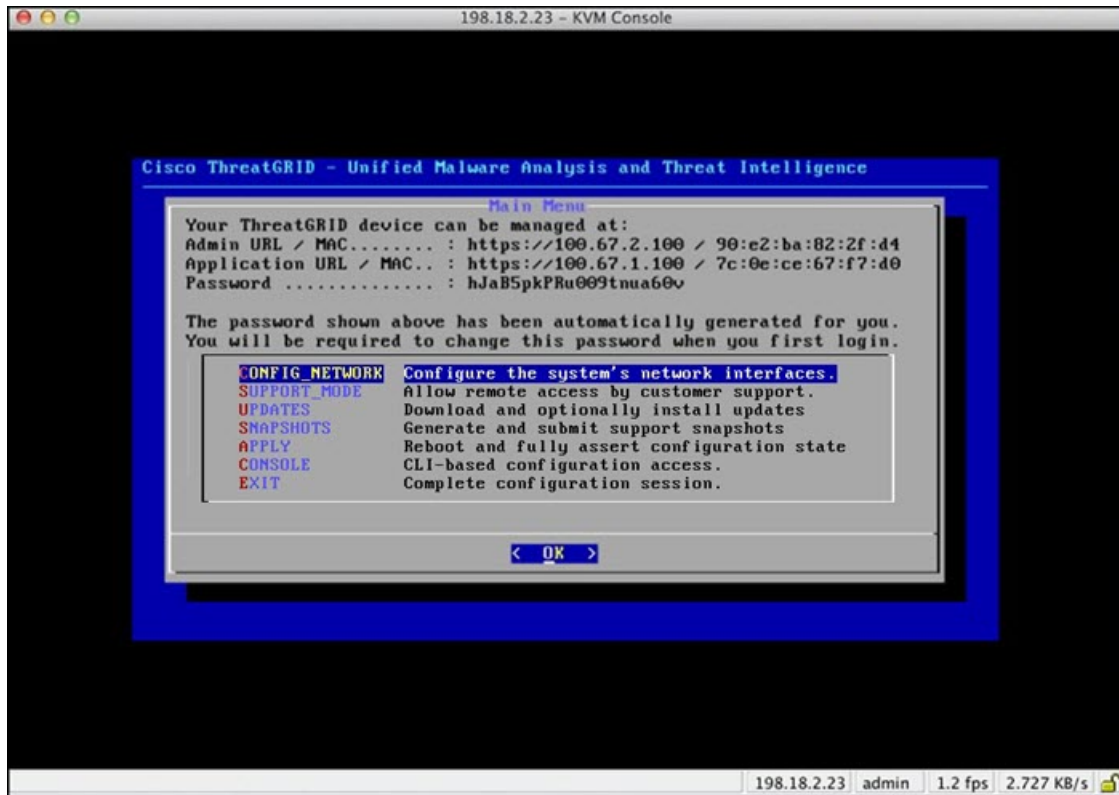 198.18.2.23 – KVM Console
Cisco ThreatGRID - Unified Malware Analysis and Threat Intelligence
Main Menu
Your ThreatGRID device can be managed at:
Admin URL / MAC........ : https://100.67.2.100 / 90:e2:ba:82:2f:d4
Application URL / MAC.. : https://100.67.1.100 / 7c:0e:ce:67:f7:d0
Password .............. : hJaB5pkPRu009tnua60v
The password shown above has been automatically generated for you.
You will be required to change this password when you first login.
CONFIG_NETWORK Configure the system's network interfaces.
SUPPORT_MODE Allow remote access by customer support.
UPDATES Download and optionally install updates
SNAPSHOTS Generate and submit support snapshots
APPLY Reboot and fully assert configuration state
CONSOLE CLI-based configuration access.
EXIT Complete configuration session.
< OK >
198.18.2.23 admin 1.2 fps 2.727 KB/s